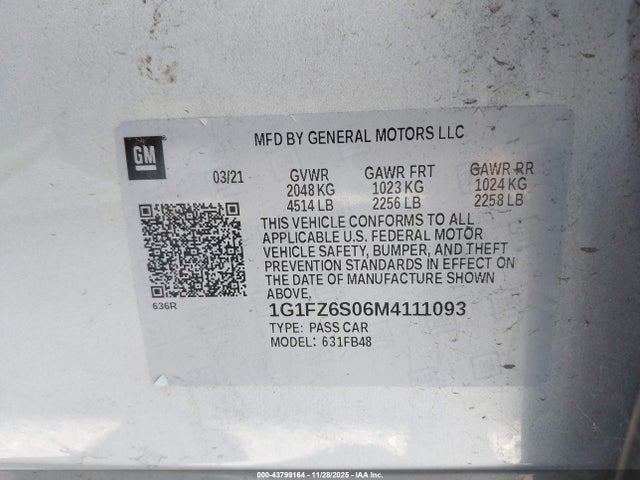 GM
MFD BY GENERAL MOTORS LLC
03/21
GVWR GAWR FRT GAWR RR
2048 KG 1023 KG 1024 KG
4514 LB 2256 LB 2258 LB
THIS VEHICLE CONFORMS TO ALL
APPLICABLE U.S. FEDERAL MOTOR
VEHICLE SAFETY, BUMPER, AND THEFT
PREVENTION STANDARDS IN EFFECT ON
THE DATE OF MANUFACTURE SHOWN
ABOVE.
636R
1G1FZ6S06M4111093
TYPE: PASS CAR
MODEL: 631FB48
000-43799164 - 11/28/2025 - IAA Inc.